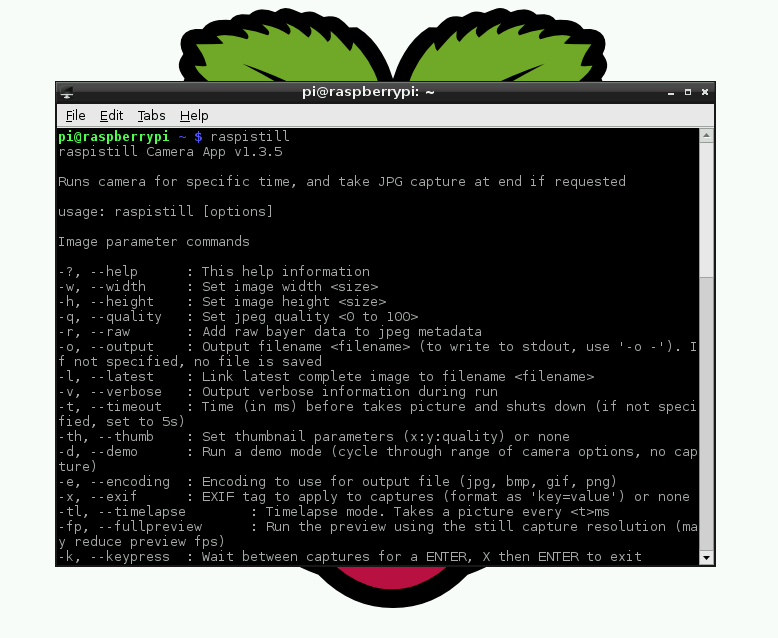 pi@raspberrypi: ~
File Edit Tabs Help
pi@raspberrypi ~ $ raspistill
raspistill Camera App v1.3.5
Runs camera for specific time, and take JPG capture at end if requested
usage: raspistill [options]
Image parameter commands
-?, --help      : This help information
-w, --width     : Set image width <size>
-h, --height    : Set image height <size>
-q, --quality   : Set jpeg quality <0 to 100>
-r, --raw       : Add raw bayer data to jpeg metadata
-o, --output    : Output filename <filename> (to write to stdout, use '-o -'). I
f not specified, no file is saved
-l, --latest    : Link latest complete image to filename <filename>
-v, --verbose   : Output verbose information during run
-t, --timeout   : Time (in ms) before takes picture and shuts down (if not speci
fied, set to 5s)
-th, --thumb    : Set thumbnail parameters (x:y:quality) or none
-d, --demo      : Run a demo mode (cycle through range of camera options, no cap
ture)
-e, --encoding  : Encoding to use for output file (jpg, bmp, gif, png)
-x, --exif      : EXIF tag to apply to captures (format as 'key=value') or none
-tl, --timelapse        : Timelapse mode. Takes a picture every <t>ms
-fp, --fullpreview      : Run the preview using the still capture resolution (ma
y reduce preview fps)
-k, --keypress  : Wait between captures for a ENTER, X then ENTER to exit